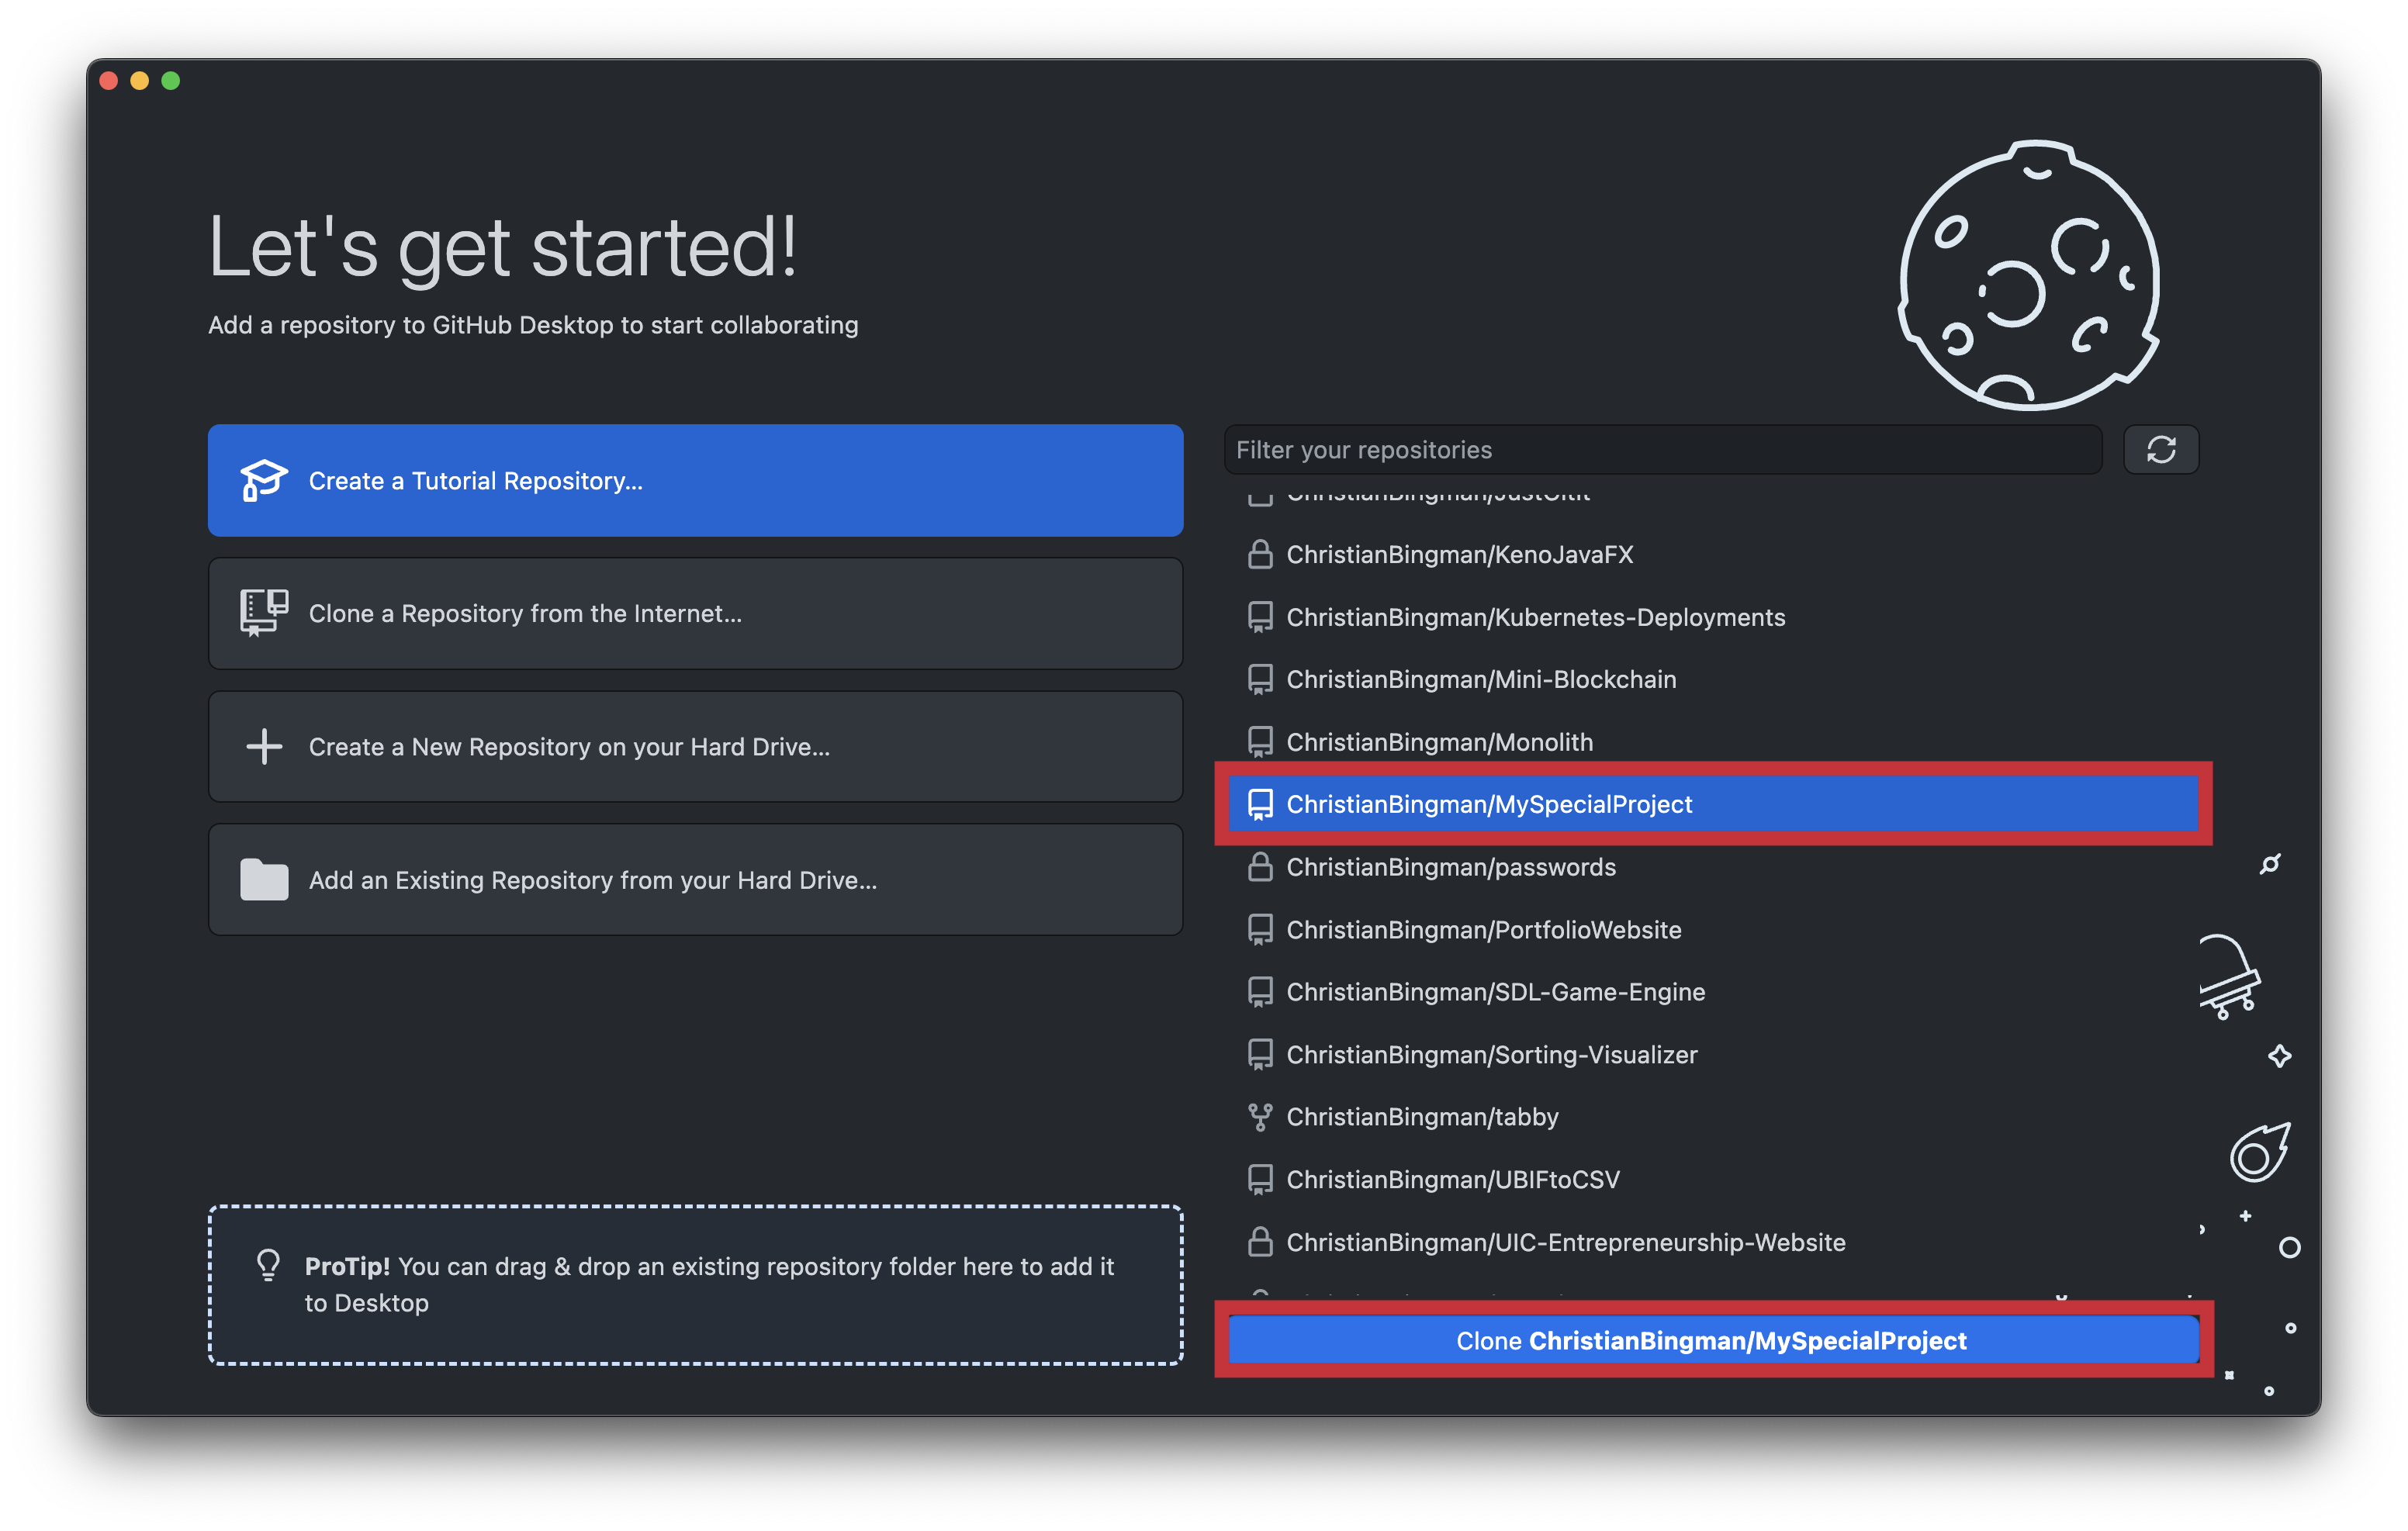 Let's get started!
Add a repository to GitHub Desktop to start collaborating
Create a Tutorial Repository...
Clone a Repository from the Internet...
Create a New Repository on your Hard Drive...
Add an Existing Repository from your Hard Drive...
ProTip! You can drag & drop an existing repository folder here to add it
to Desktop
Filter your repositories
ChristianBingman/JustGitIt
ChristianBingman/KenoJavaFX
ChristianBingman/Kubernetes-Deployments
ChristianBingman/Mini-Blockchain
ChristianBingman/Monolith
ChristianBingman/MySpecialProject
ChristianBingman/passwords
ChristianBingman/PortfolioWebsite
ChristianBingman/SDL-Game-Engine
ChristianBingman/Sorting-Visualizer
ChristianBingman/tabby
ChristianBingman/UBIFtoCSV
ChristianBingman/UIC-Entrepreneurship-Website
Clone ChristianBingman/MySpecialProject